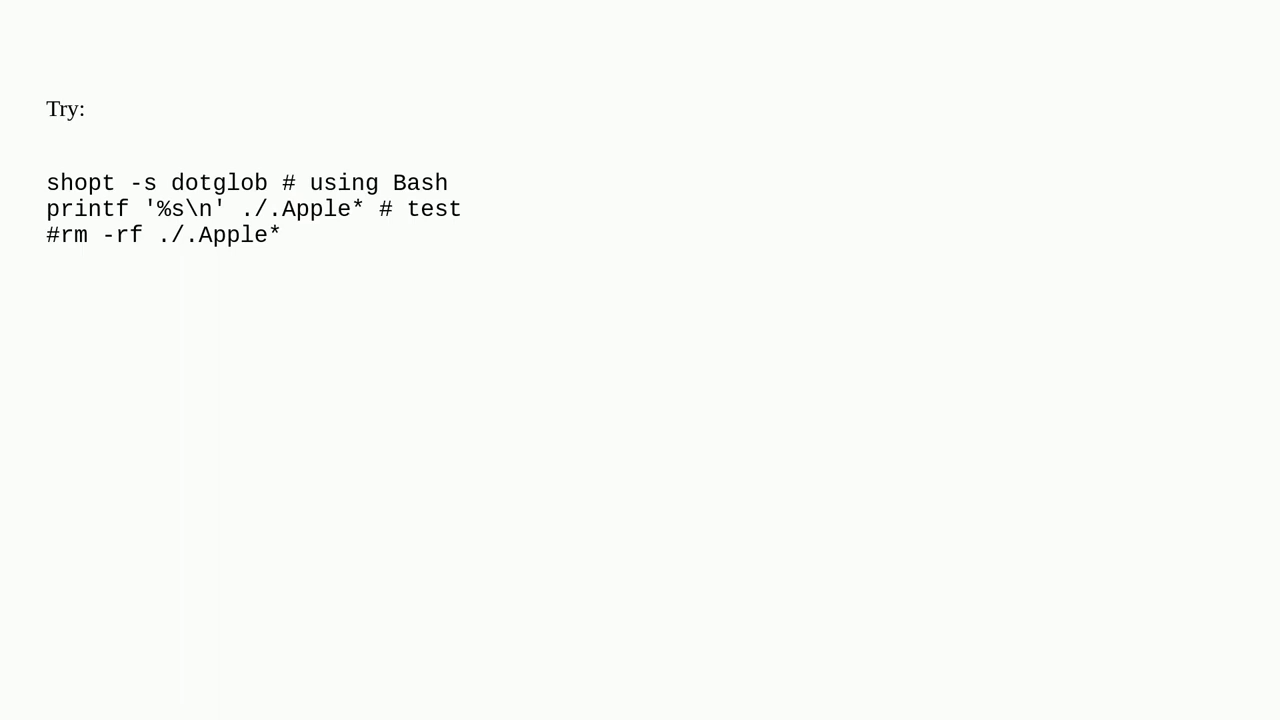 Try:
shopt -s dotglob # using Bash
printf '%s\n' ./.Apple* # test
#rm -rf ./.Apple*